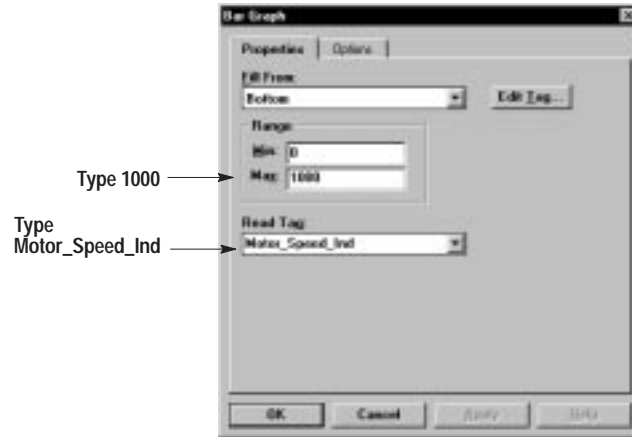 Bar Graph
Properties Options
Fill From:
Bottom
Edit Tag...
Range
Min: 0
Type 1000
Max: 1000
Read Tag:
Type
Motor_Speed_Ind
Motor_Speed_Ind
OK Cancel Apply Help